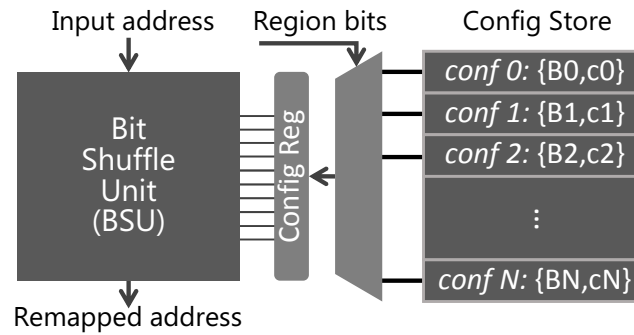 Input address
Region bits
Config Store
Bit
Shuffle
Unit
(BSU)
Config Reg
conf 0: {B0,c0}
conf 1: {B1,c1}
conf 2: {B2,c2}
⋮
conf N: {BN,cN}
Remapped address